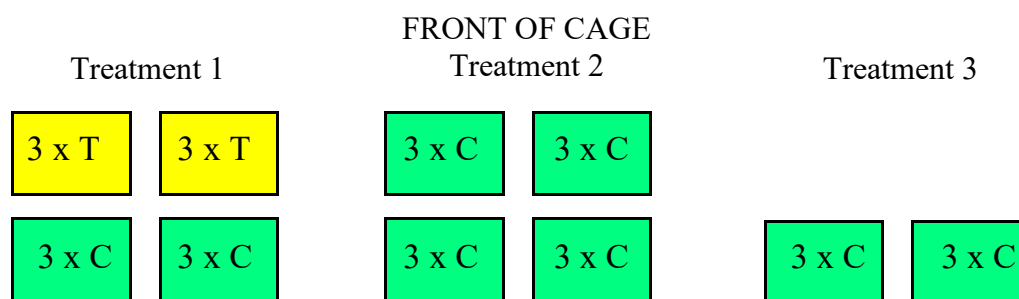 FRONT OF CAGE
Treatment 1 Treatment 2 Treatment 3
3 x T 3 x T 3 x C 3 x C
3 x C 3 x C 3 x C 3 x C 3 x C 3 x C